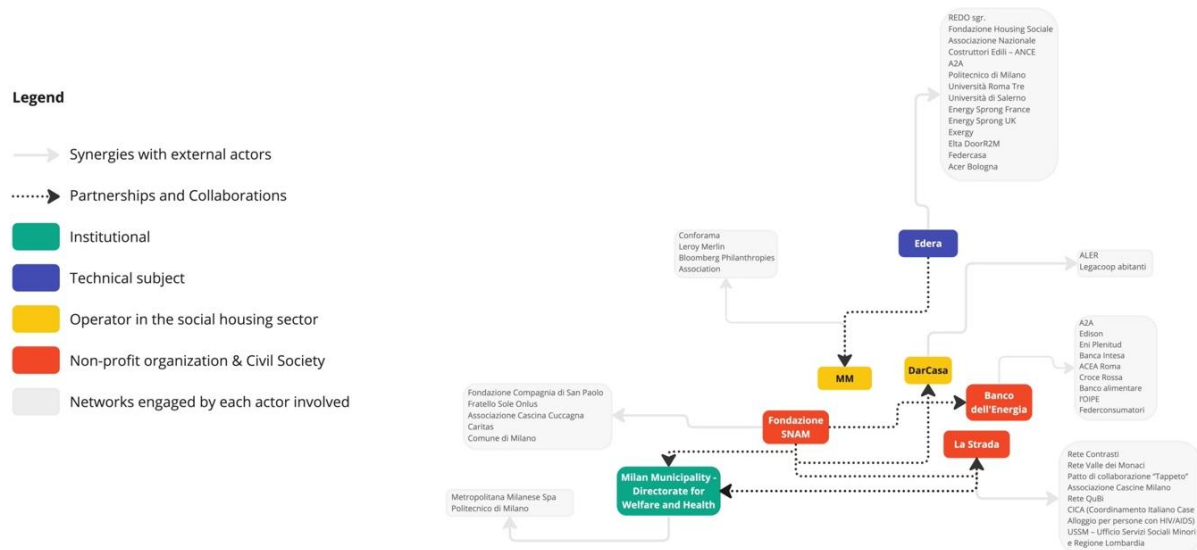 Legend
Synergies with external actors
Partnerships and Collaborations
Institutional
Technical subject
Operator in the social housing sector
Non-profit organization & Civil Society
Networks engaged by each actor involved
REDO sgr.
Fondazione Housing Sociale
Associazione Nazionale
Costruttori Edili – ANCE
A2A
Politecnico di Milano
Università Roma Tre
Università di Salerno
Energy Sprong France
Energy Sprong UK
Exergy
Elta DoorR2M
Federcasa
Acer Bologna
Edera
Conforama
Leroy Merlin
Bloomberg Philanthropies
Association
ALER
Legacoop abitanti
MM
DarCasa
A2A
Edison
Eni Plenitud
Banca Intesa
ACEA Roma
Croce Rossa
Banco alimentare
l'OIPE
Federconsumatori
Banco
dell'Energia
Fondazione Compagnia di San Paolo
Fratello Sole Onlus
Associazione Cascina Cuccagna
Caritas
Comune di Milano
Fondazione
SNAM
La Strada
Milan Municipality -
Directorate for
Welfare and Health
Metropolitana Milanese Spa
Politecnico di Milano
Rete Contrasti
Rete Valle dei Monaci
Patto di collaborazione "Tappeto"
Associazione Cascine Milano
Rete QuBi
CICA (Coordinamento Italiano Case
Alloggio per persone con HIV/AIDS)
USSM – Ufficio Servizi Sociali Minori
e Regione Lombardia